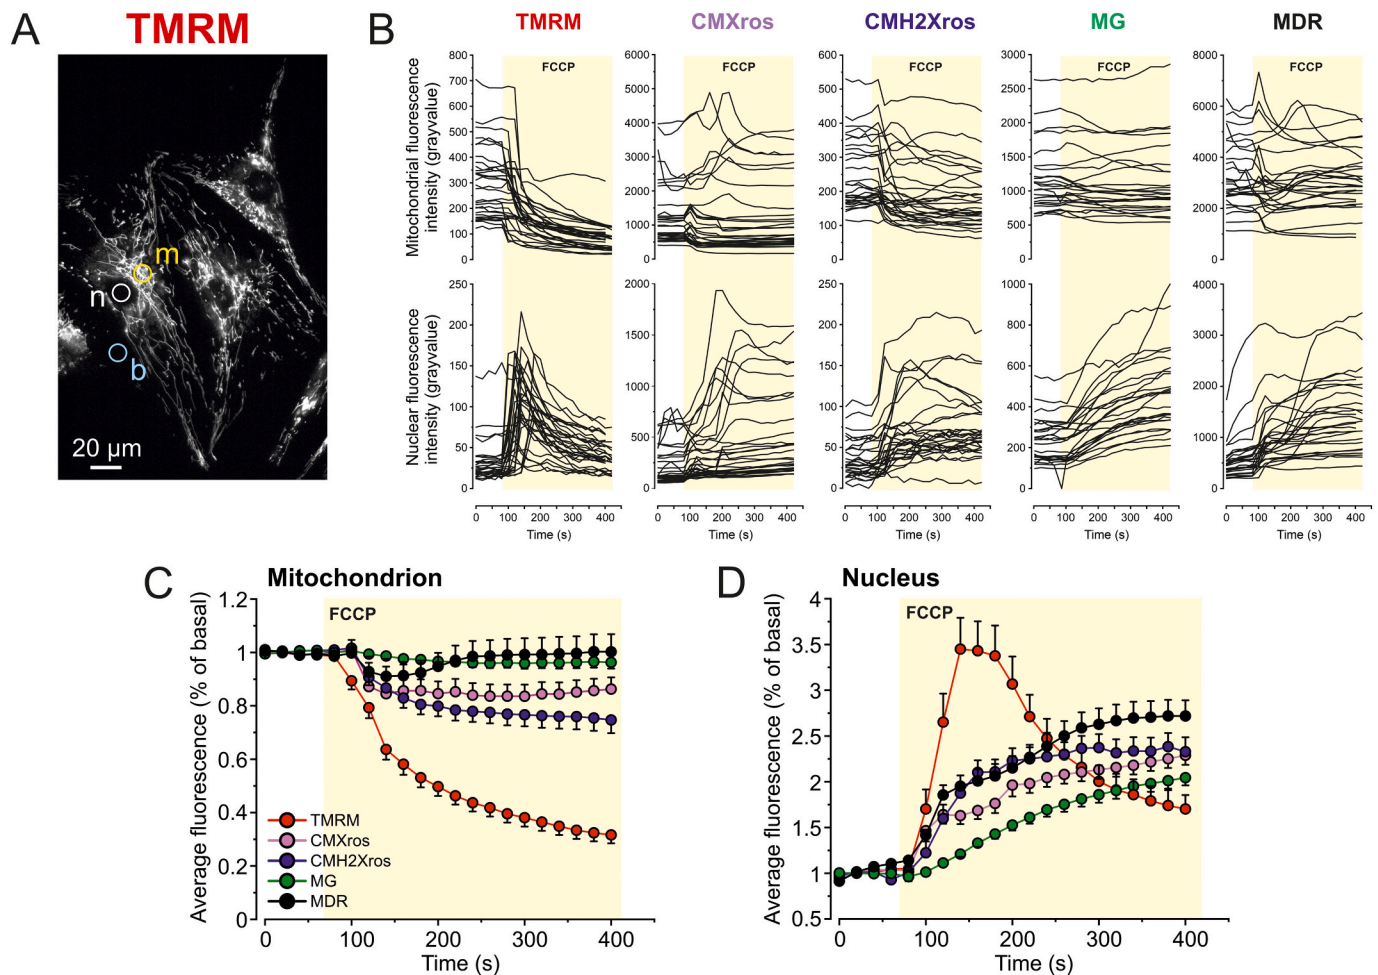 A
TMRM
m
n
b
20 µm
B
TMRM
CMXros
CMH2Xros
MG
MDR
Mitochondrial fluorescence
intensity (grayvalue)
800
700
600
500
400
300
200
100
0
FCCP
6000
5000
4000
3000
2000
1000
0
FCCP
600
500
400
300
200
100
0
FCCP
3000
2500
2000
1500
1000
500
0
FCCP
8000
6000
4000
2000
0
FCCP
Nuclear fluorescence
intensity (grayvalue)
250
200
150
100
50
0
2000
1500
1000
500
0
250
200
150
100
50
0
1000
800
600
400
200
0
4000
3000
2000
1000
0
0 100 200 300 400
0 100 200 300 400
0 100 200 300 400
0 100 200 300 400
0 100 200 300 400
Time (s)
Time (s)
Time (s)
Time (s)
Time (s)
C
Mitochondrion
Average fluorescence (% of basal)
1.2
1
0.8
0.6
0.4
0.2
0
FCCP
TMRM
CMXros
CMH2Xros
MG
MDR
0 100 200 300 400
Time (s)
D
Nucleus
Average fluorescence (% of basal)
4
3.5
3
2.5
2
1.5
1
0.5
FCCP
0 100 200 300 400
Time (s)